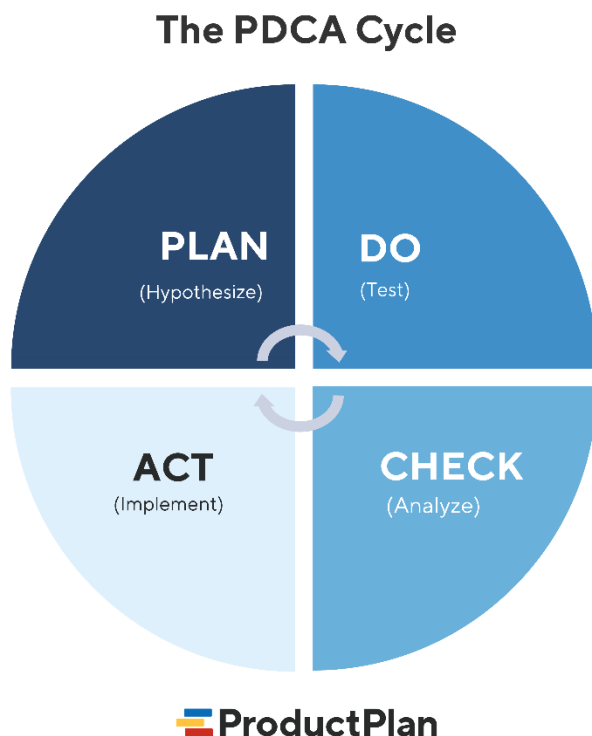 The PDCA Cycle
PLAN
(Hypothesize)
DO
(Test)
ACT
(Implement)
CHECK
(Analyze)
ProductPlan